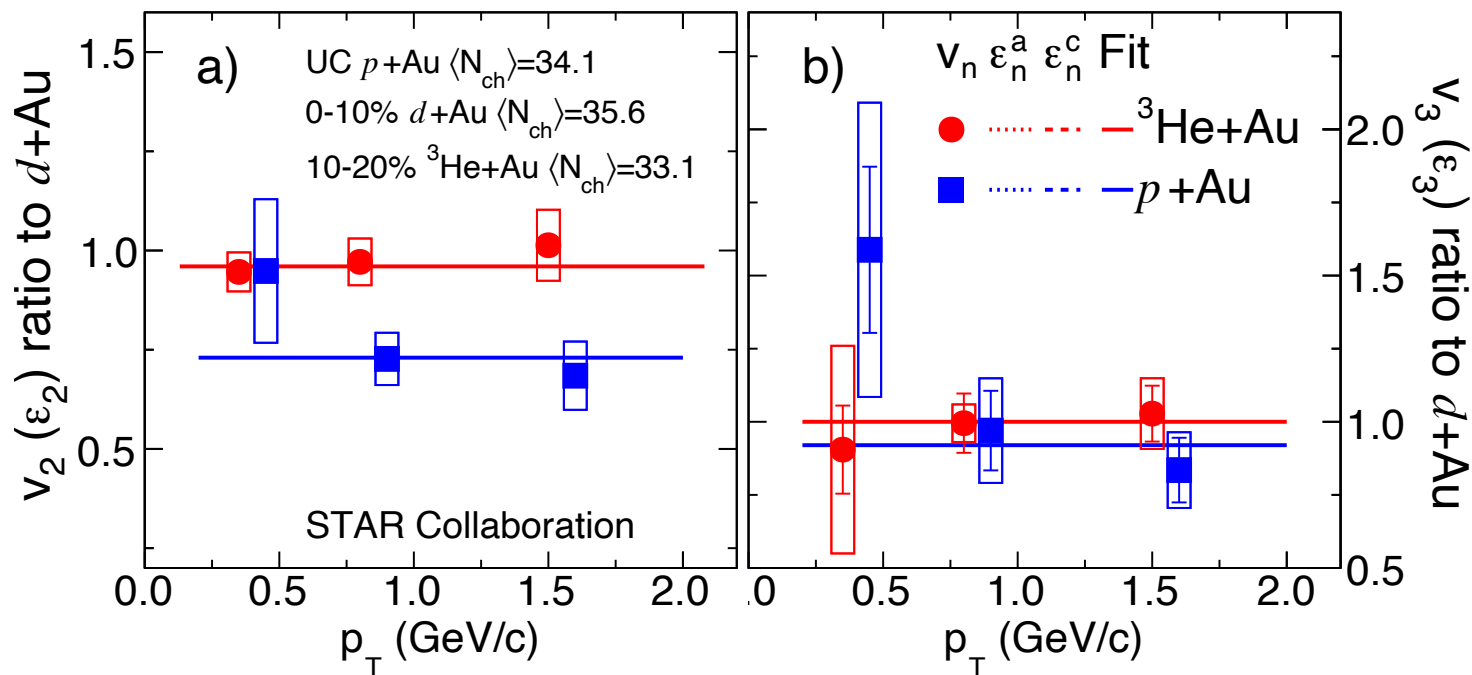 v₂ (ε₂) ratio to d+Au
1.5
1.0
0.5
a)
UC p+Au ⟨N_ch⟩=34.1
0-10% d+Au ⟨N_ch⟩=35.6
10-20% ³He+Au ⟨N_ch⟩=33.1
STAR Collaboration
0.0 0.5 1.0 1.5 2.0
p_T (GeV/c)
b)
v_n ε_n^a ε_n^c Fit
³He+Au
p+Au
.0 0.5 1.0 1.5 2.0
p_T (GeV/c)
2.0
1.5
1.0
0.5
v₃ (ε₃) ratio to d+Au